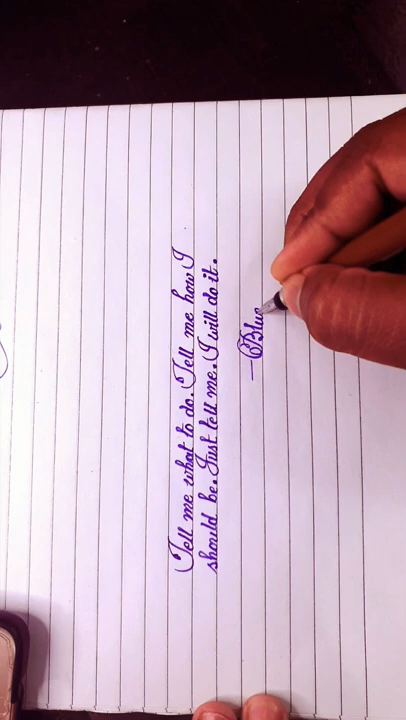 Tell me what to do. Tell me how I
should be. Just tell me. I will do it.
—Blue